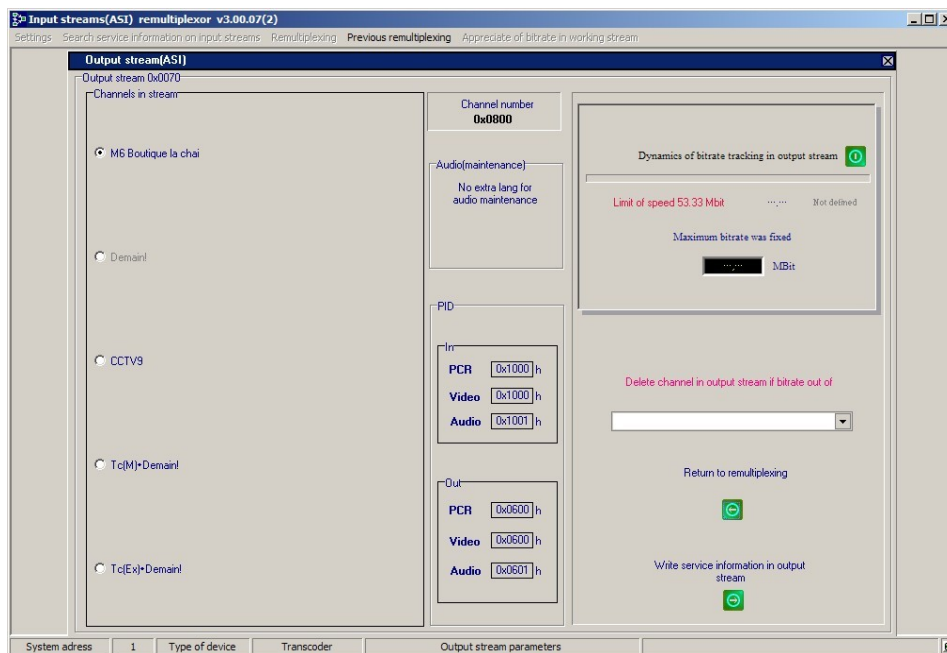 Input streams(ASI) remultiplexor v3.00.07(2)
Settings Search service information on input streams Remultiplexing Previous remultiplexing Appreciate of bitrate in working stream
Output stream(ASI)
Output stream 0x0070
Channels in stream
M6 Boutique la chai
Demain!
CCTV9
Tc(M)+Demain!
Tc(Ex)+Demain!
Channel number
0x0800
Audio(maintenance)
No extra lang for
audio maintenance
PID
In
PCR 0x1000 h
Video 0x1000 h
Audio 0x1001 h
Out
PCR 0x0600 h
Video 0x0600 h
Audio 0x0601 h
Dynamics of bitrate tracking in output stream
Limit of speed 53.33 Mbit ---,--- Not defined
Maximum bitrate was fixed
---,--- MBit
Delete channel in output stream if bitrate out of
Return to remultiplexing
Write service information in output
stream
System adress 1 Type of device Transcoder Output stream parameters